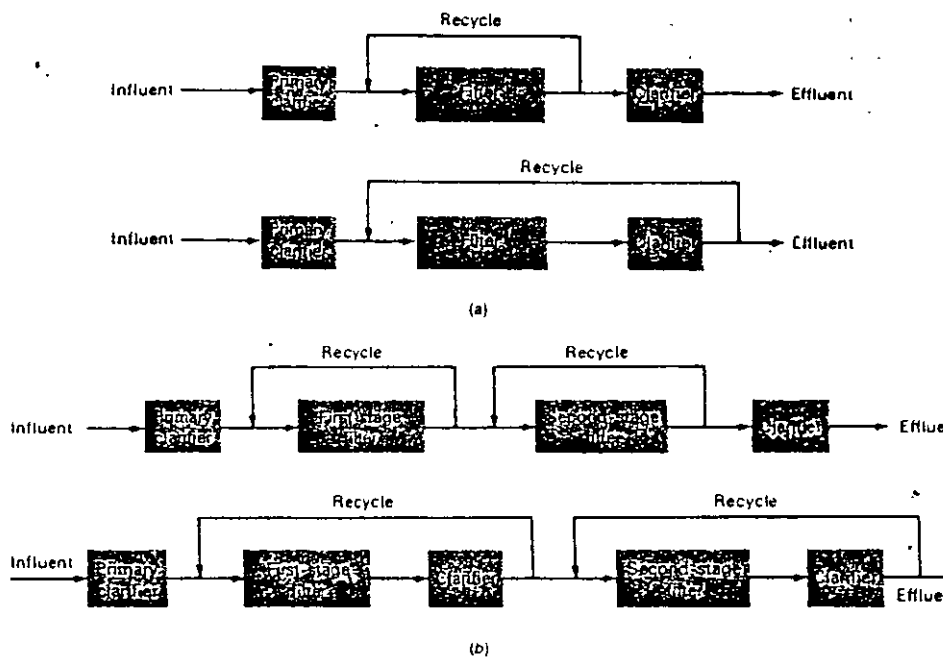 Recycle
Influent
Primary
clarifier
Filter
Clarifier
Effluent
Recycle
Influent
Primary
clarifier
Filter
Clarifier
Effluent
(a)
Recycle
Recycle
Influent
Primary
clarifier
First-stage
filter
Second-stage
filter
Clarifier
Efflue
Recycle
Recycle
Influent
Primary
clarifier
First-stage
filter
Clarifier
Second-stage
filter
Clarifier
Efflue
(b)